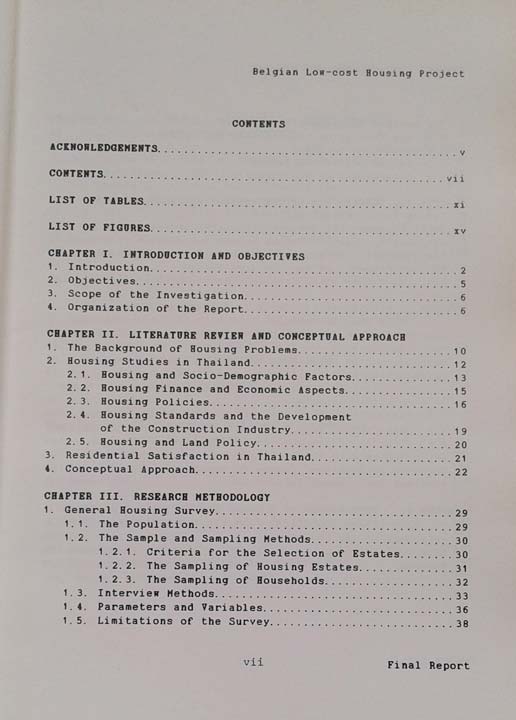 Belgian Low-cost Housing Project
CONTENTS
ACKNOWLEDGEMENTS............................................v
CONTENTS..................................................vii
LIST OF TABLES.............................................xi
LIST OF FIGURES............................................xv
CHAPTER I. INTRODUCTION AND OBJECTIVES
1. Introduction.............................................2
2. Objectives...............................................5
3. Scope of the Investigation...............................6
4. Organization of the Report...............................6
CHAPTER II. LITERATURE REVIEW AND CONCEPTUAL APPROACH
1. The Background of Housing Problems......................10
2. Housing Studies in Thailand.............................12
2.1. Housing and Socio-Demographic Factors.................13
2.2. Housing Finance and Economic Aspects..................15
2.3. Housing Policies......................................16
2.4. Housing Standards and the Development
of the Construction Industry...............................19
2.5. Housing and Land Policy...............................20
3. Residential Satisfaction in Thailand....................21
4. Conceptual Approach.....................................22
CHAPTER III. RESEARCH METHODOLOGY
1. General Housing Survey..................................29
1.1. The Population........................................29
1.2. The Sample and Sampling Methods.......................30
1.2.1. Criteria for the Selection of Estates...............30
1.2.2. The Sampling of Housing Estates.....................31
1.2.3. The Sampling of Households..........................32
1.3. Interview Methods.....................................33
1.4. Parameters and Variables..............................36
1.5. Limitations of the Survey.............................38
vii
Final Report